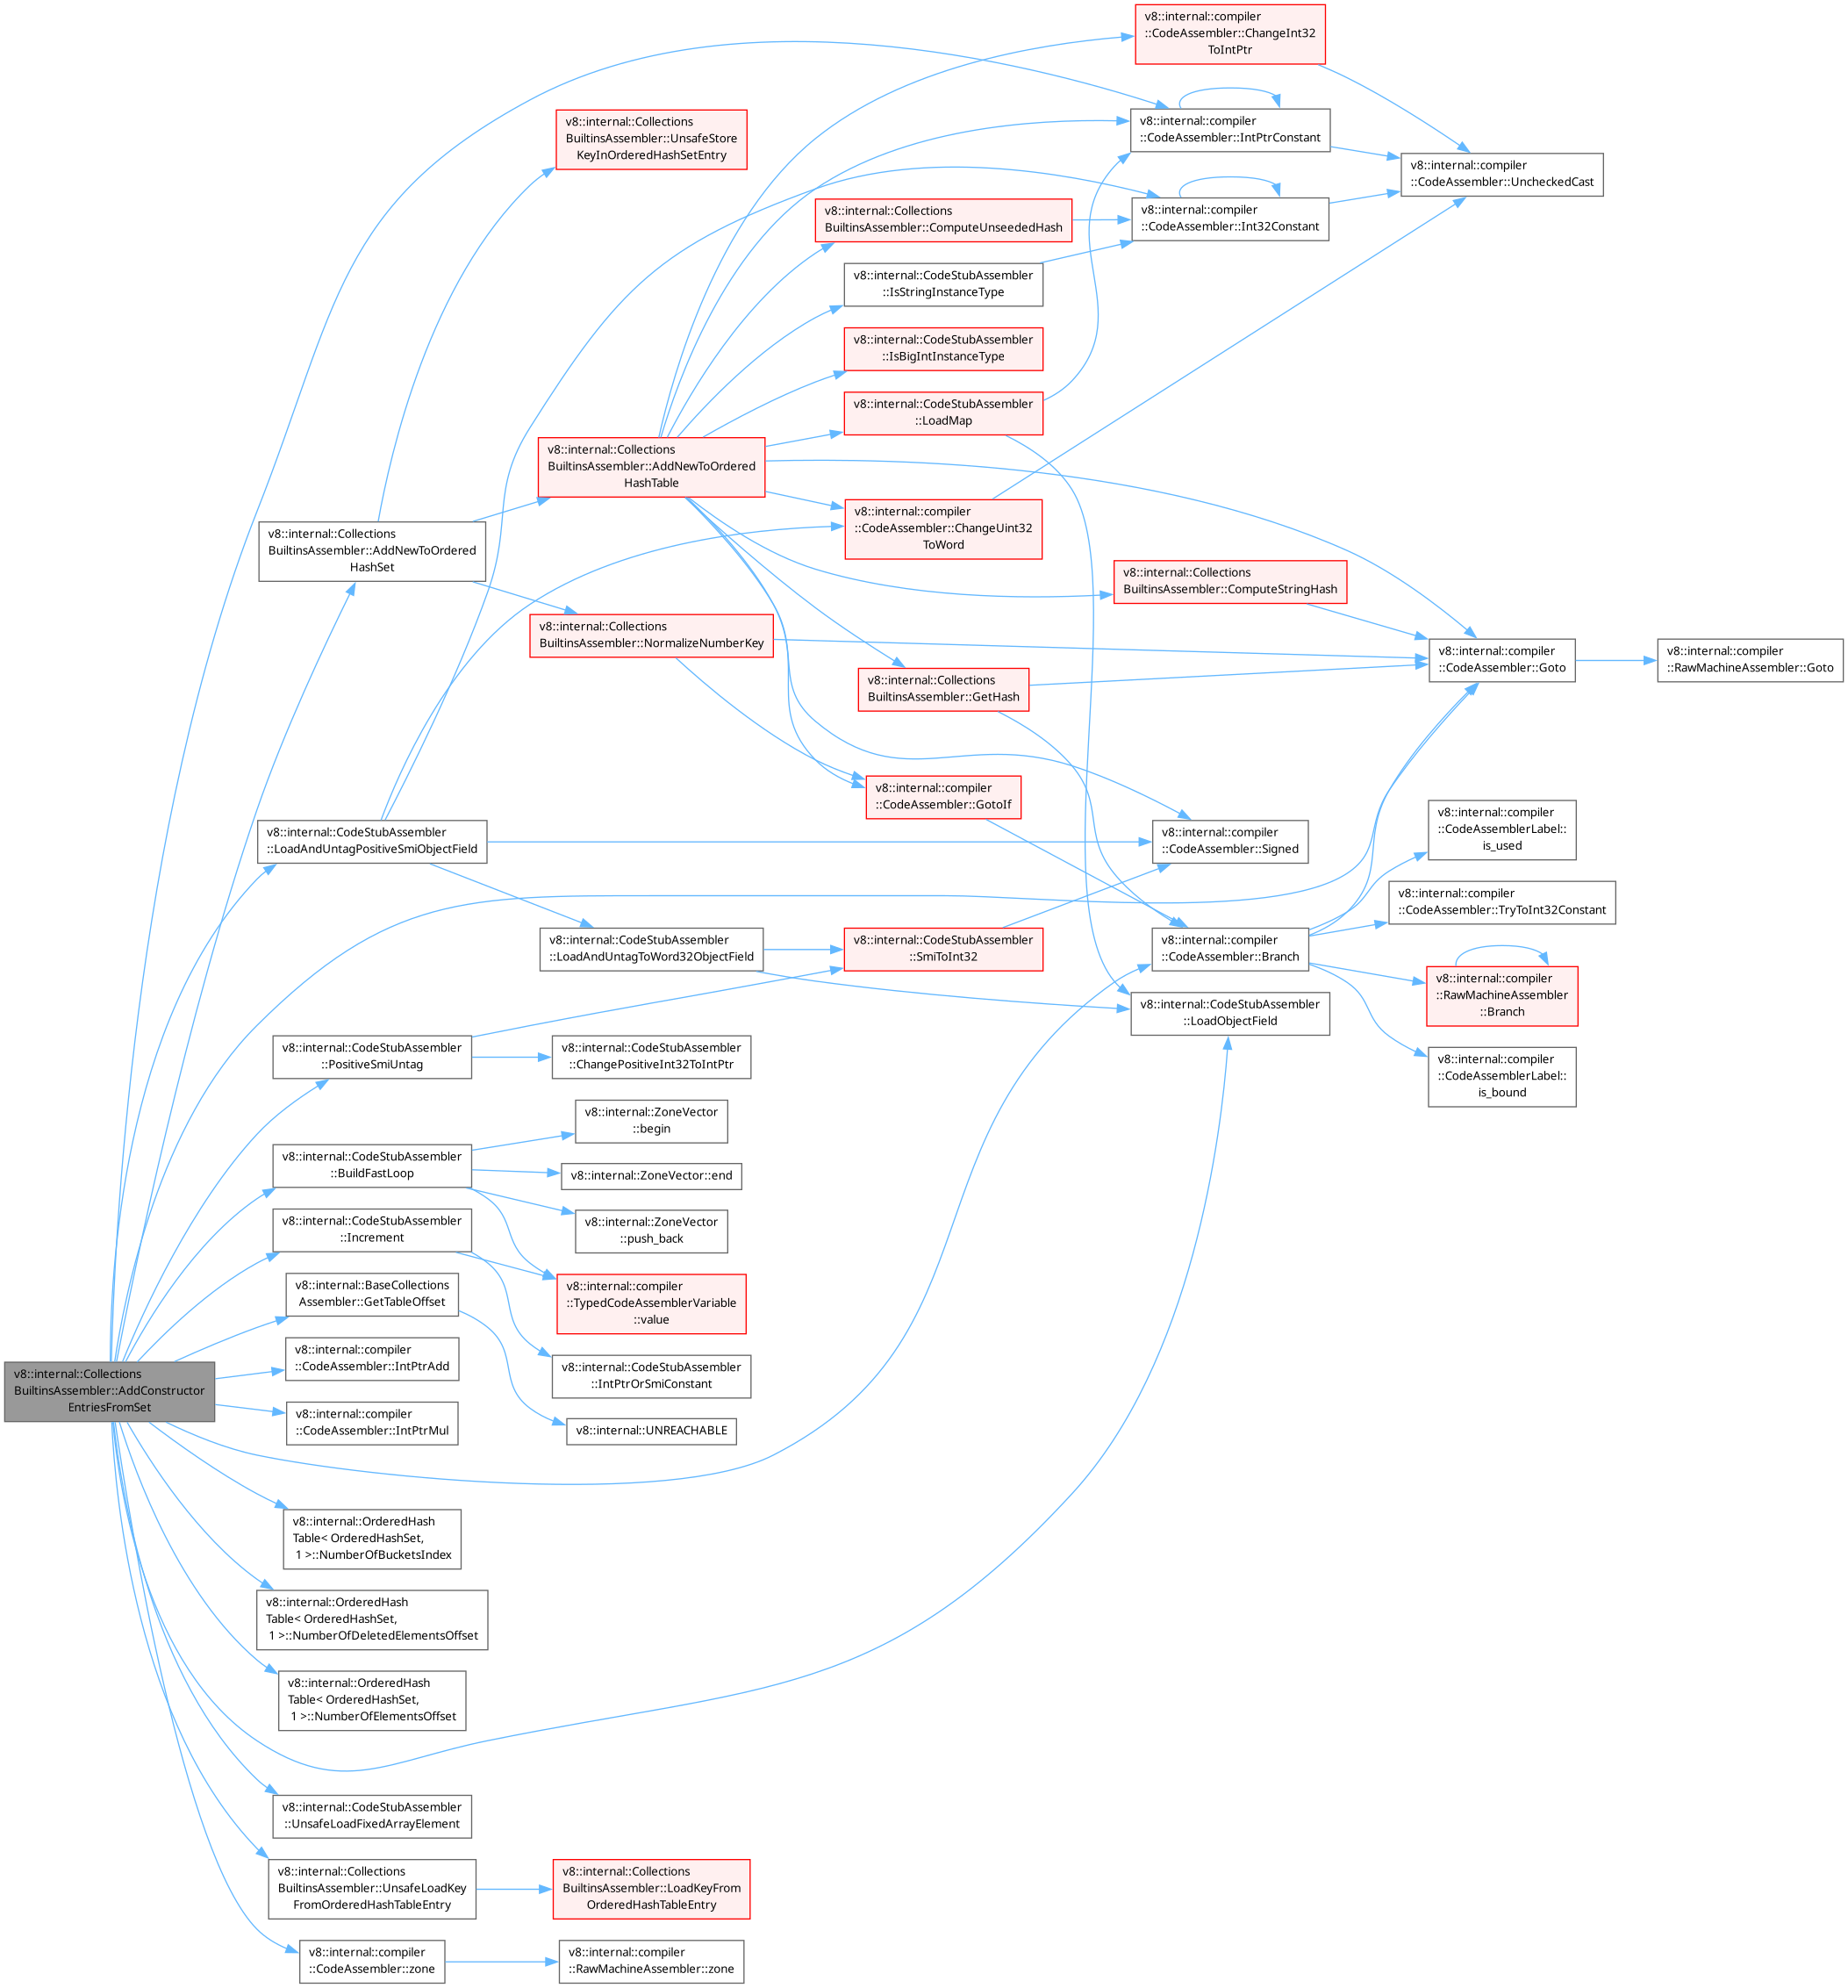 v8::internal::compiler
::CodeAssembler::ChangeInt32
ToIntPtr
v8::internal::Collections
BuiltinsAssembler::UnsafeStore
KeyInOrderedHashSetEntry
v8::internal::compiler
::CodeAssembler::IntPtrConstant
v8::internal::compiler
::CodeAssembler::UncheckedCast
v8::internal::Collections
BuiltinsAssembler::ComputeUnseededHash
v8::internal::compiler
::CodeAssembler::Int32Constant
v8::internal::CodeStubAssembler
::IsStringInstanceType
v8::internal::CodeStubAssembler
::IsBigIntInstanceType
v8::internal::CodeStubAssembler
::LoadMap
v8::internal::Collections
BuiltinsAssembler::AddNewToOrdered
HashTable
v8::internal::compiler
::CodeAssembler::ChangeUint32
ToWord
v8::internal::Collections
BuiltinsAssembler::AddNewToOrdered
HashSet
v8::internal::Collections
BuiltinsAssembler::ComputeStringHash
v8::internal::Collections
BuiltinsAssembler::NormalizeNumberKey
v8::internal::compiler
::CodeAssembler::Goto
v8::internal::compiler
::RawMachineAssembler::Goto
v8::internal::Collections
BuiltinsAssembler::GetHash
v8::internal::compiler
::CodeAssembler::GotoIf
v8::internal::CodeStubAssembler
::LoadAndUntagPositiveSmiObjectField
v8::internal::compiler
::CodeAssembler::Signed
v8::internal::compiler
::CodeAssemblerLabel::
is_used
v8::internal::compiler
::CodeAssembler::TryToInt32Constant
v8::internal::CodeStubAssembler
::LoadAndUntagToWord32ObjectField
v8::internal::CodeStubAssembler
::SmiToInt32
v8::internal::compiler
::CodeAssembler::Branch
v8::internal::compiler
::RawMachineAssembler
::Branch
v8::internal::CodeStubAssembler
::LoadObjectField
v8::internal::CodeStubAssembler
::PositiveSmiUntag
v8::internal::CodeStubAssembler
::ChangePositiveInt32ToIntPtr
v8::internal::compiler
::CodeAssemblerLabel::
is_bound
v8::internal::ZoneVector
::begin
v8::internal::CodeStubAssembler
::BuildFastLoop
v8::internal::ZoneVector::end
v8::internal::ZoneVector
::push_back
v8::internal::CodeStubAssembler
::Increment
v8::internal::BaseCollections
Assembler::GetTableOffset
v8::internal::compiler
::TypedCodeAssemblerVariable
::value
v8::internal::compiler
::CodeAssembler::IntPtrAdd
v8::internal::CodeStubAssembler
::IntPtrOrSmiConstant
v8::internal::Collections
BuiltinsAssembler::AddConstructor
EntriesFromSet
v8::internal::compiler
::CodeAssembler::IntPtrMul
v8::internal::UNREACHABLE
v8::internal::OrderedHash
Table< OrderedHashSet,
1 >::NumberOfBucketsIndex
v8::internal::OrderedHash
Table< OrderedHashSet,
1 >::NumberOfDeletedElementsOffset
v8::internal::OrderedHash
Table< OrderedHashSet,
1 >::NumberOfElementsOffset
v8::internal::CodeStubAssembler
::UnsafeLoadFixedArrayElement
v8::internal::Collections
BuiltinsAssembler::UnsafeLoadKey
FromOrderedHashTableEntry
v8::internal::Collections
BuiltinsAssembler::LoadKeyFrom
OrderedHashTableEntry
v8::internal::compiler
::CodeAssembler::zone
v8::internal::compiler
::RawMachineAssembler::zone